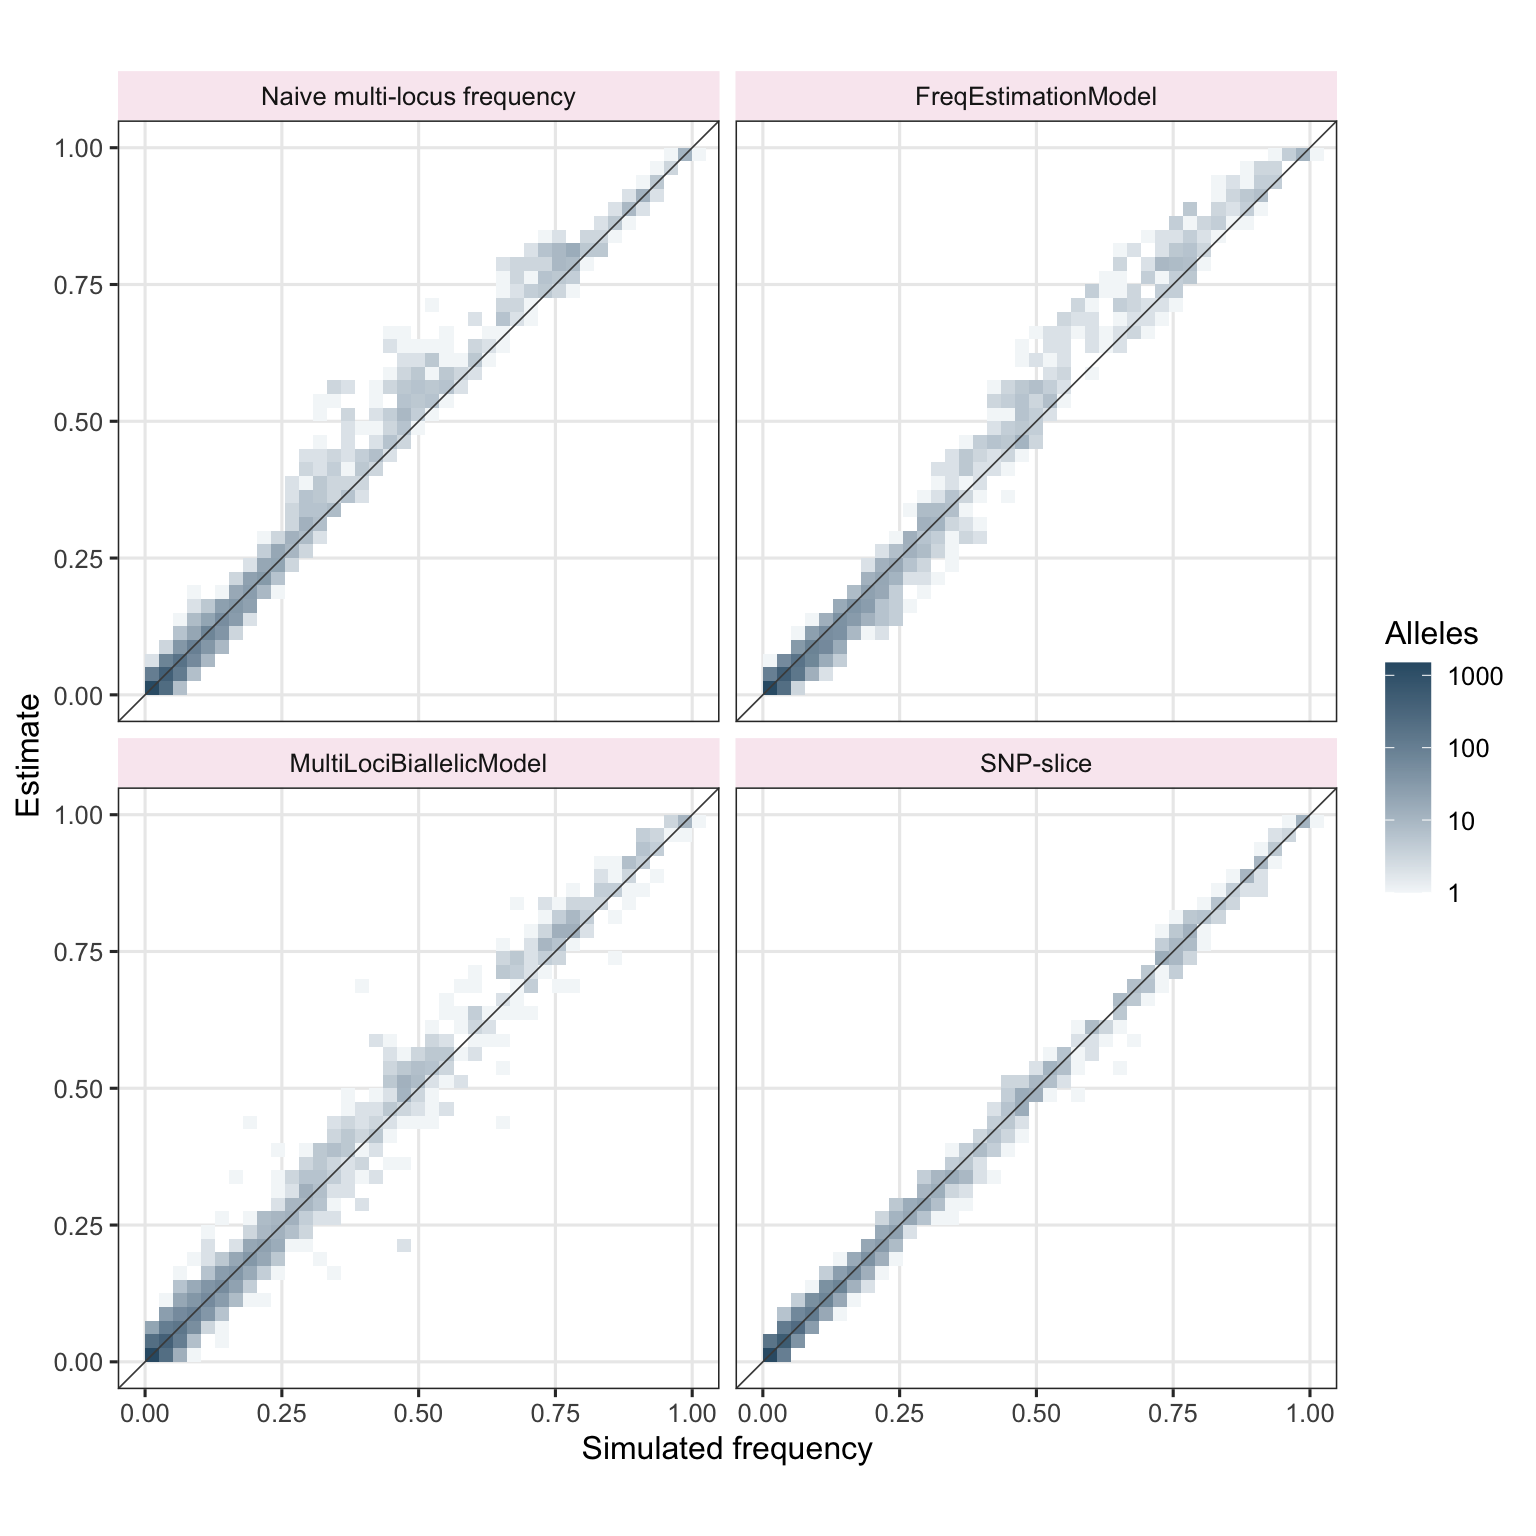 Naive multi-locus frequency
FreqEstimationModel
1.00
0.75
0.50
0.25
0.00
MultiLociBiallelicModel
SNP-slice
1.00
0.75
0.50
0.25
0.00
0.00 0.25 0.50 0.75 1.00
0.00 0.25 0.50 0.75 1.00
Estimate
Simulated frequency
Alleles
1000
100
10
1